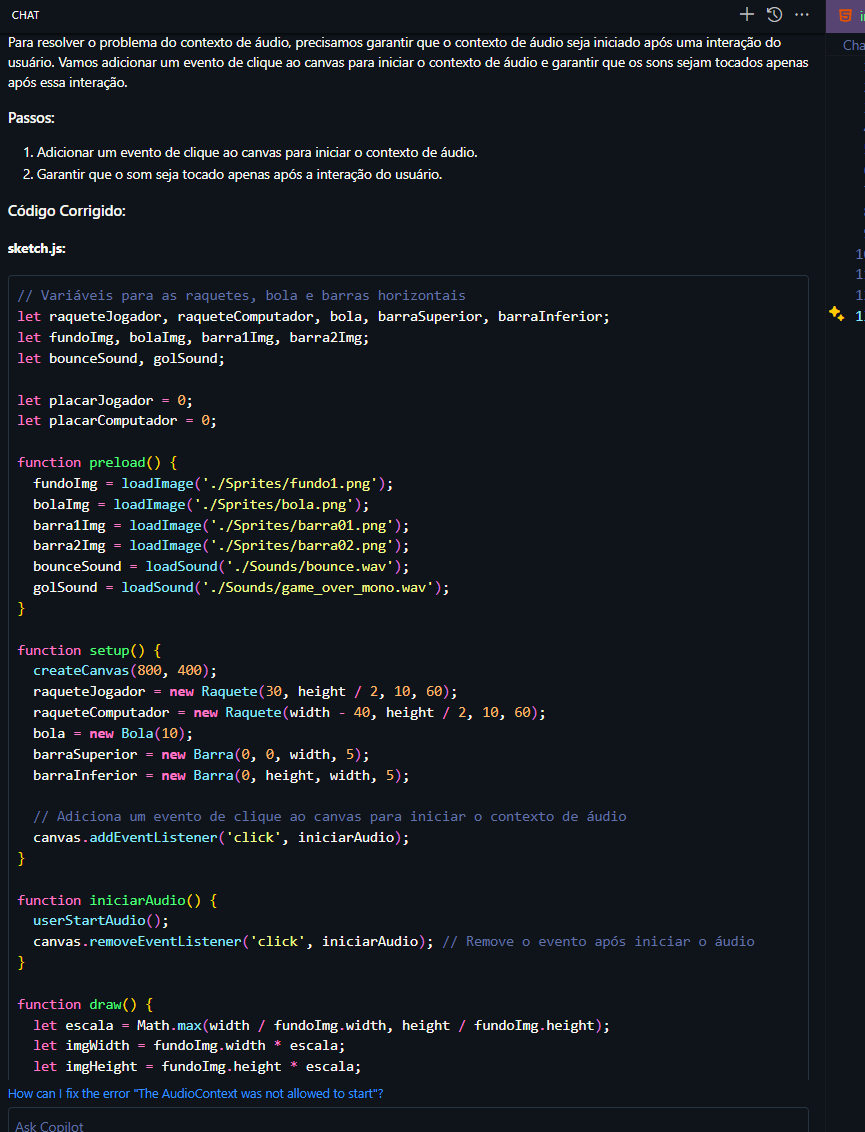 CHAT
Para resolver o problema do contexto de áudio, precisamos garantir que o contexto de áudio seja iniciado após uma interação do
usuário. Vamos adicionar um evento de clique ao canvas para iniciar o contexto de áudio e garantir que os sons sejam tocados apenas
após essa interação.
Passos:
1. Adicionar um evento de clique ao canvas para iniciar o contexto de áudio.
2. Garantir que o som seja tocado apenas após a interação do usuário.
Código Corrigido:
sketch.js:
// Variáveis para as raquetes, bola e barras horizontais
let raqueteJogador, raqueteComputador, bola, barraSuperior, barraInferior;
let fundoImg, bolaImg, barra1Img, barra2Img;
let bounceSound, golSound;

let placarJogador = 0;
let placarComputador = 0;

function preload() {
  fundoImg = loadImage('./Sprites/fundo1.png');
  bolaImg = loadImage('./Sprites/bola.png');
  barra1Img = loadImage('./Sprites/barra01.png');
  barra2Img = loadImage('./Sprites/barra02.png');
  bounceSound = loadSound('./Sounds/bounce.wav');
  golSound = loadSound('./Sounds/game_over_mono.wav');
}

function setup() {
  createCanvas(800, 400);
  raqueteJogador = new Raquete(30, height / 2, 10, 60);
  raqueteComputador = new Raquete(width - 40, height / 2, 10, 60);
  bola = new Bola(10);
  barraSuperior = new Barra(0, 0, width, 5);
  barraInferior = new Barra(0, height, width, 5);

  // Adiciona um evento de clique ao canvas para iniciar o contexto de áudio
  canvas.addEventListener('click', iniciarAudio);
}

function iniciarAudio() {
  userStartAudio();
  canvas.removeEventListener('click', iniciarAudio); // Remove o evento após iniciar o áudio
}

function draw() {
  let escala = Math.max(width / fundoImg.width, height / fundoImg.height);
  let imgWidth = fundoImg.width * escala;
  let imgHeight = fundoImg.height * escala;
How can I fix the error "The AudioContext was not allowed to start"?
Ask Copilot